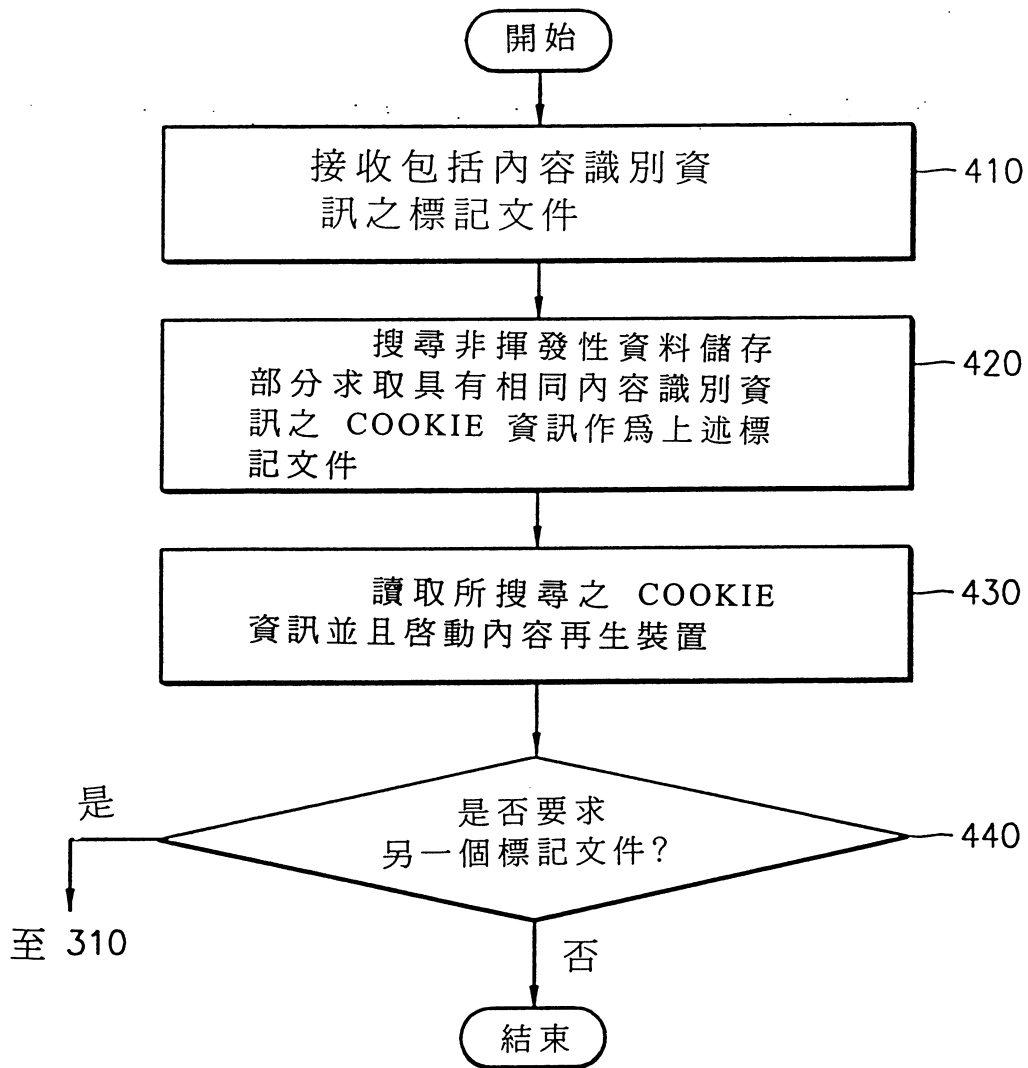 開始
接收包括內容識別資
訊之標記文件
410
搜尋非揮發性資料儲存
部分求取具有相同內容識別資
訊之 COOKIE 資訊作爲上述標
記文件
420
讀取所搜尋之 COOKIE
資訊並且啓動內容再生裝置
430
是否要求
另一個標記文件?
440
是
至 310
否
結束